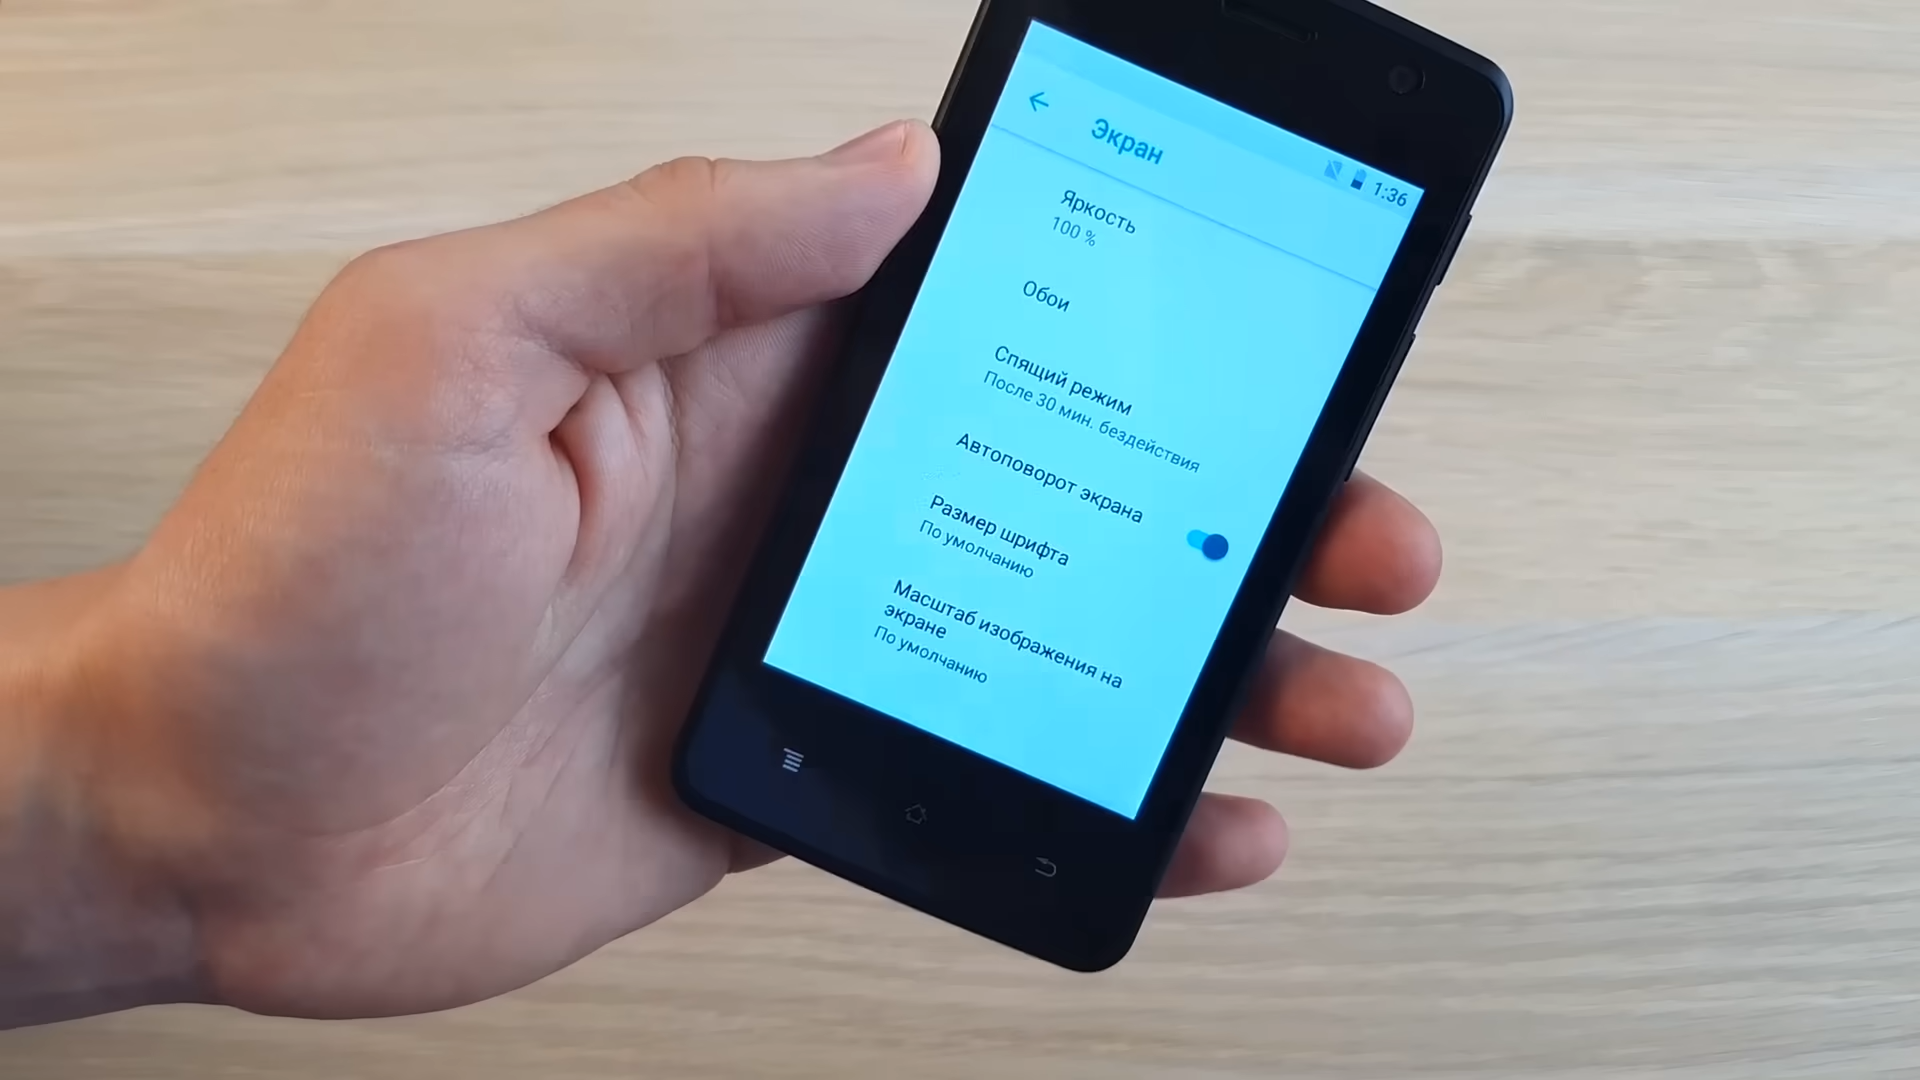 1:36
Экран
Яркость
100 %
Обои
Спящий режим
После 30 мин. бездействия
Автоповорот экрана
Размер шрифта
По умолчанию
Масштаб изображения на
экране
По умолчанию